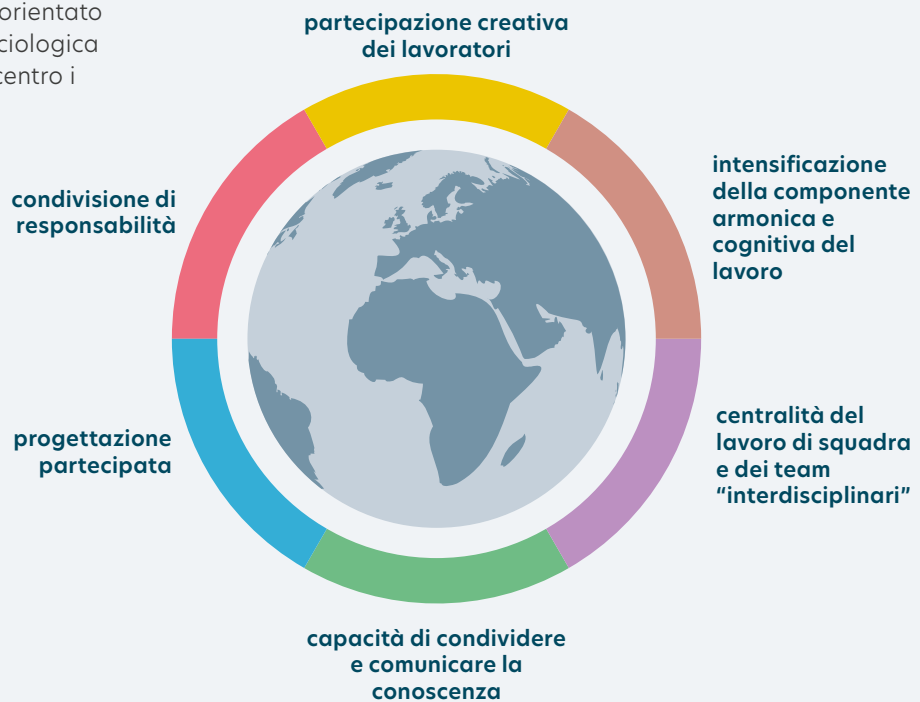 orientato
ciologica
centro i
partecipazione creativa
dei lavoratori
intensificazione
della componente
armonica e
cognitiva del
lavoro
centralità del
lavoro di squadra
e dei team
“interdisciplinari”
capacità di condividere
e comunicare la
conoscenza
progettazione
partecipata
condivisione di
responsabilità